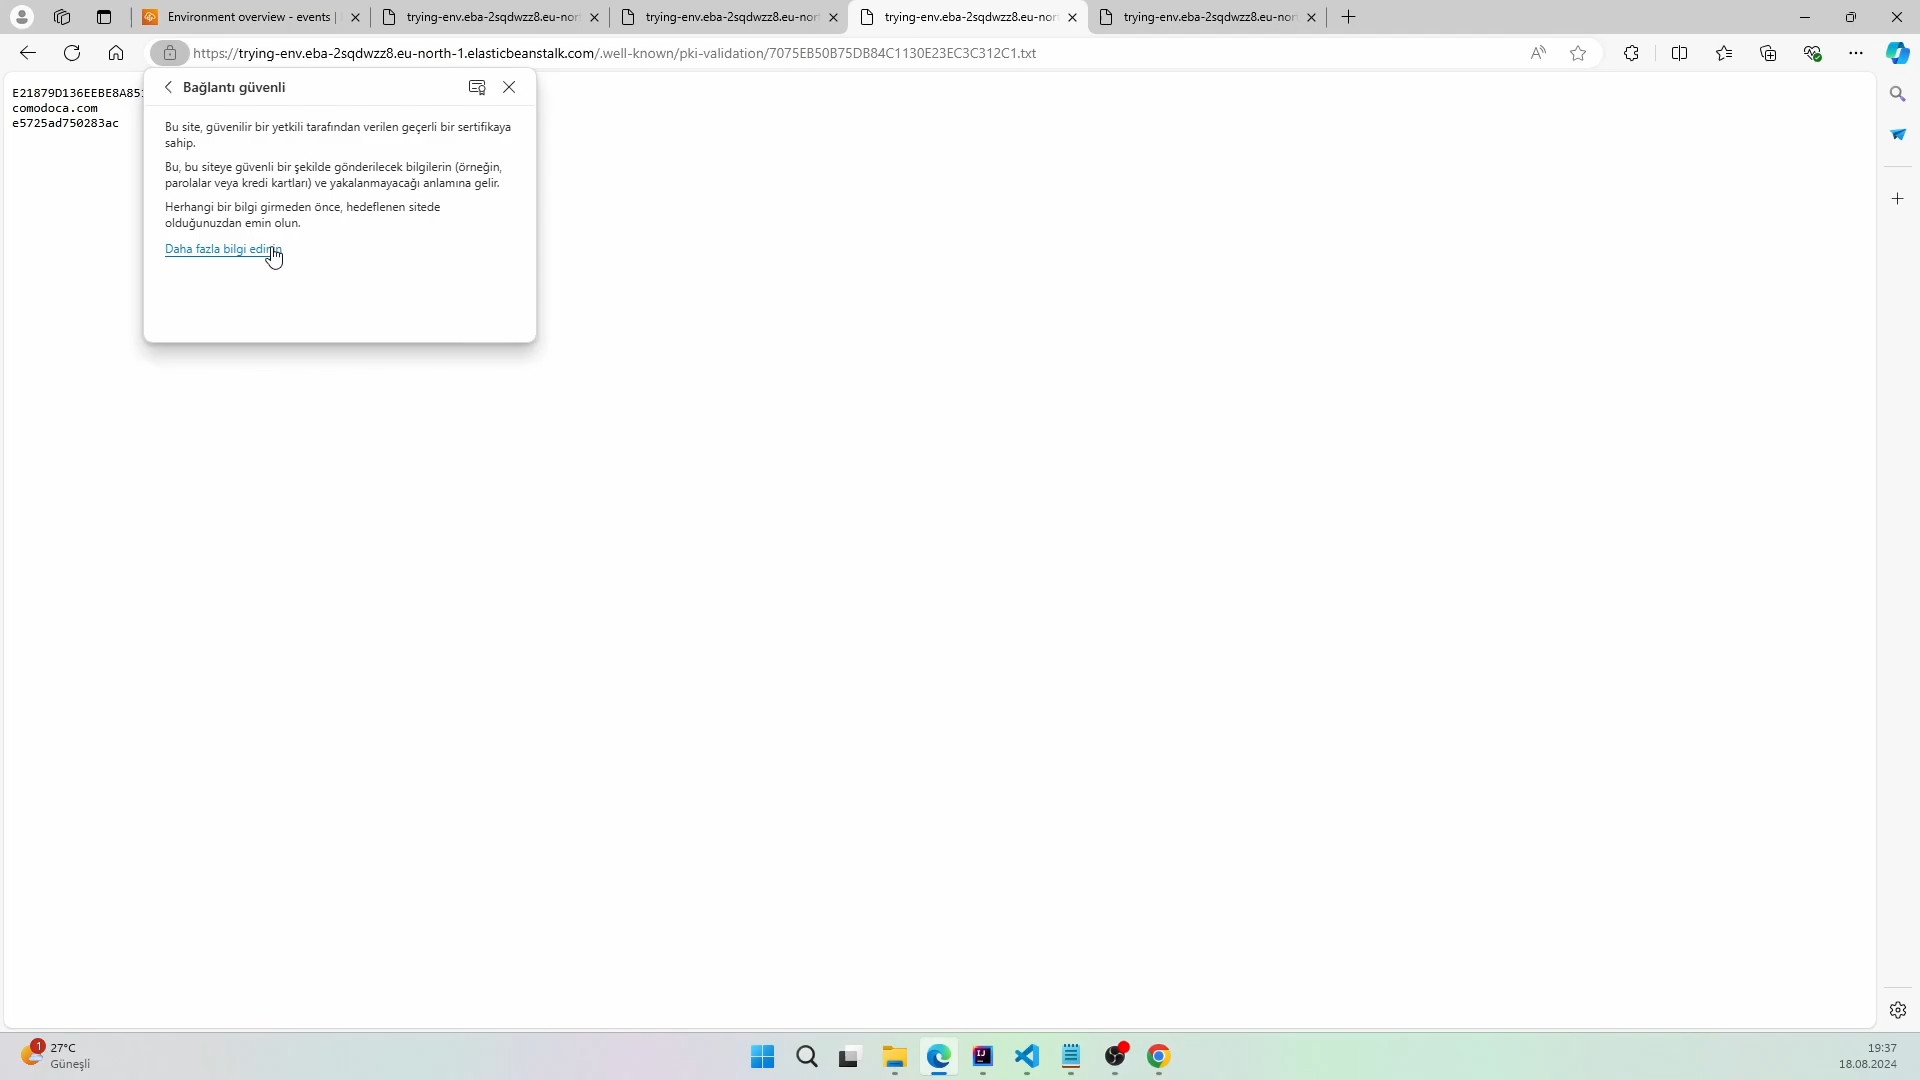 Environment overview - events |
trying-env.eba-2sqdwzz8.eu-nor
trying-env.eba-2sqdwzz8.eu-nor
trying-env.eba-2sqdwzz8.eu-nor
trying-env.eba-2sqdwzz8.eu-nor
https://trying-env.eba-2sqdwzz8.eu-north-1.elasticbeanstalk.com/.well-known/pki-validation/7075EB50B75DB84C1130E23EC3C312C1.txt
Bağlantı güvenli
E21879D136EEBE8A85
comodoca.com
e5725ad750283ac
Bu site, güvenilir bir yetkili tarafından verilen geçerli bir sertifikaya
sahip.
Bu, bu siteye güvenli bir şekilde gönderilecek bilgilerin (örneğin,
parolalar veya kredi kartları) ve yakalanmayacağı anlamına gelir.
Herhangi bir bilgi girmeden önce, hedeflenen sitede
olduğunuzdan emin olun.
Daha fazla bilgi edinin
1
27°C
Güneşli
IJ
19:37
18.08.2024